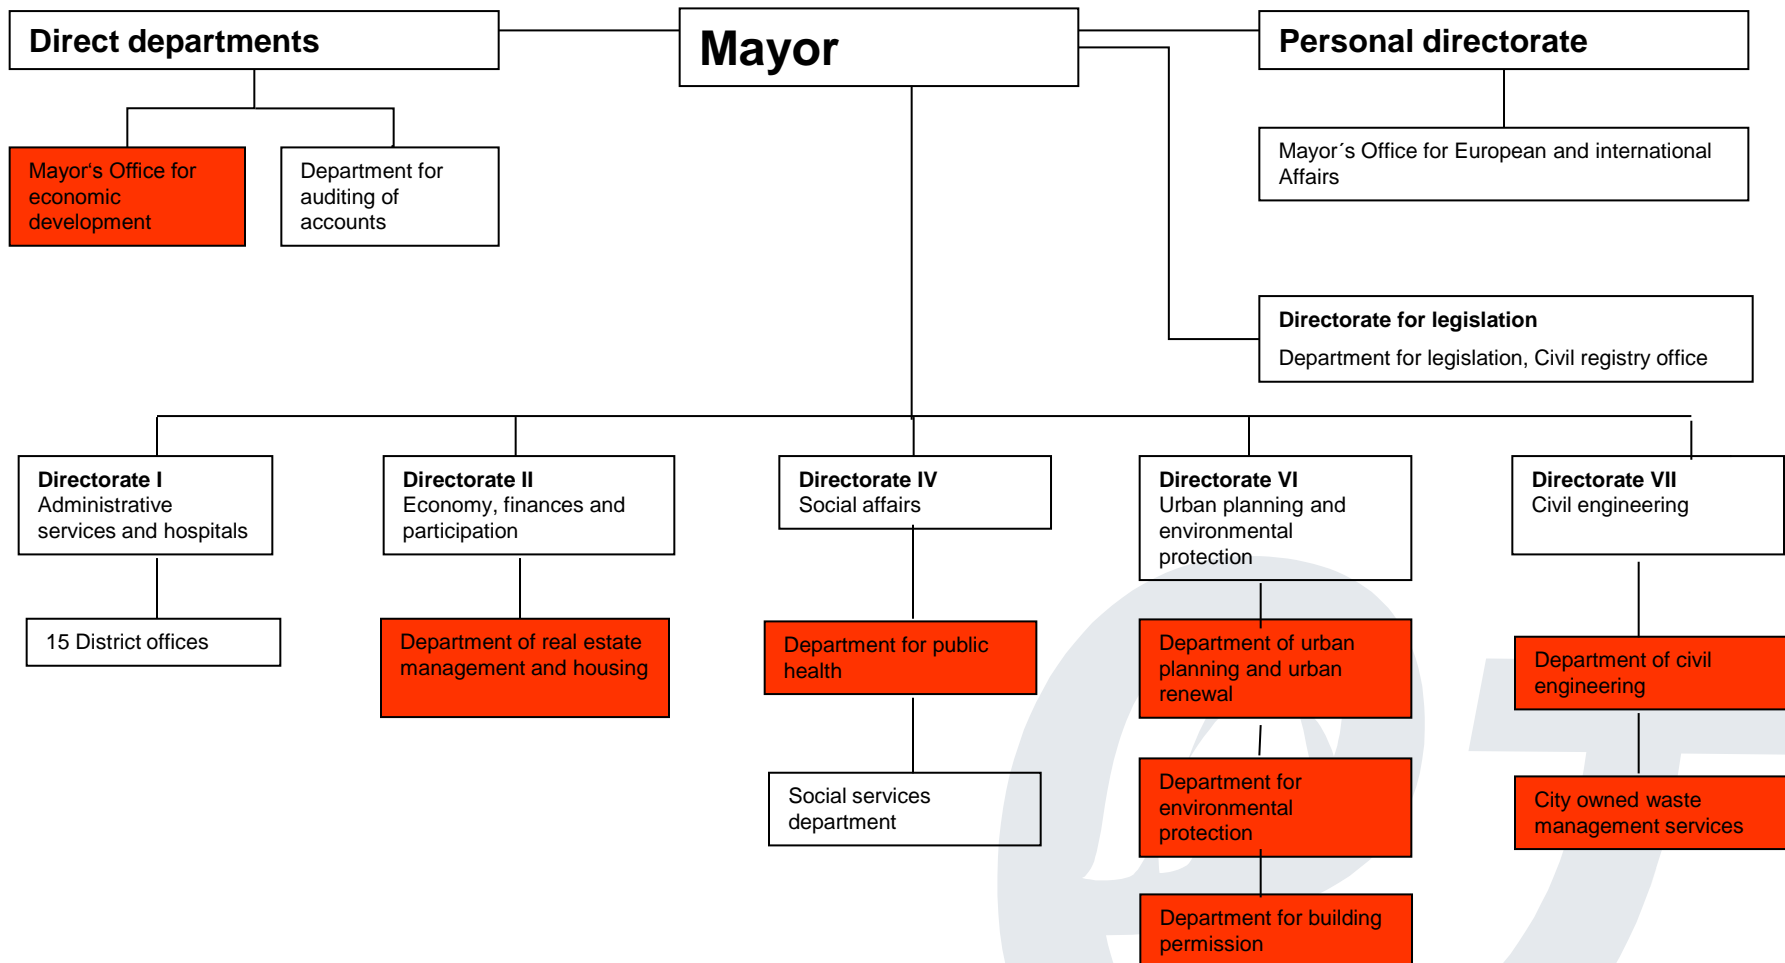 Direct departments
Mayor
Personal directorate
Mayor‘s Office for
economic
development
Department for
auditing of
accounts
Mayor´s Office for European and international
Affairs
Directorate for legislation
Department for legislation, Civil registry office
Directorate I
Administrative
services and hospitals
Directorate II
Economy, finances and
participation
Directorate IV
Social affairs
Directorate VI
Urban planning and
environmental
protection
Directorate VII
Civil engineering
15 District offices
Department of real estate
management and housing
Department for public
health
Department of urban
planning and urban
renewal
Department of civil
engineering
Social services
department
Department for
environmental
protection
City owned waste
management services
Department for building
permission